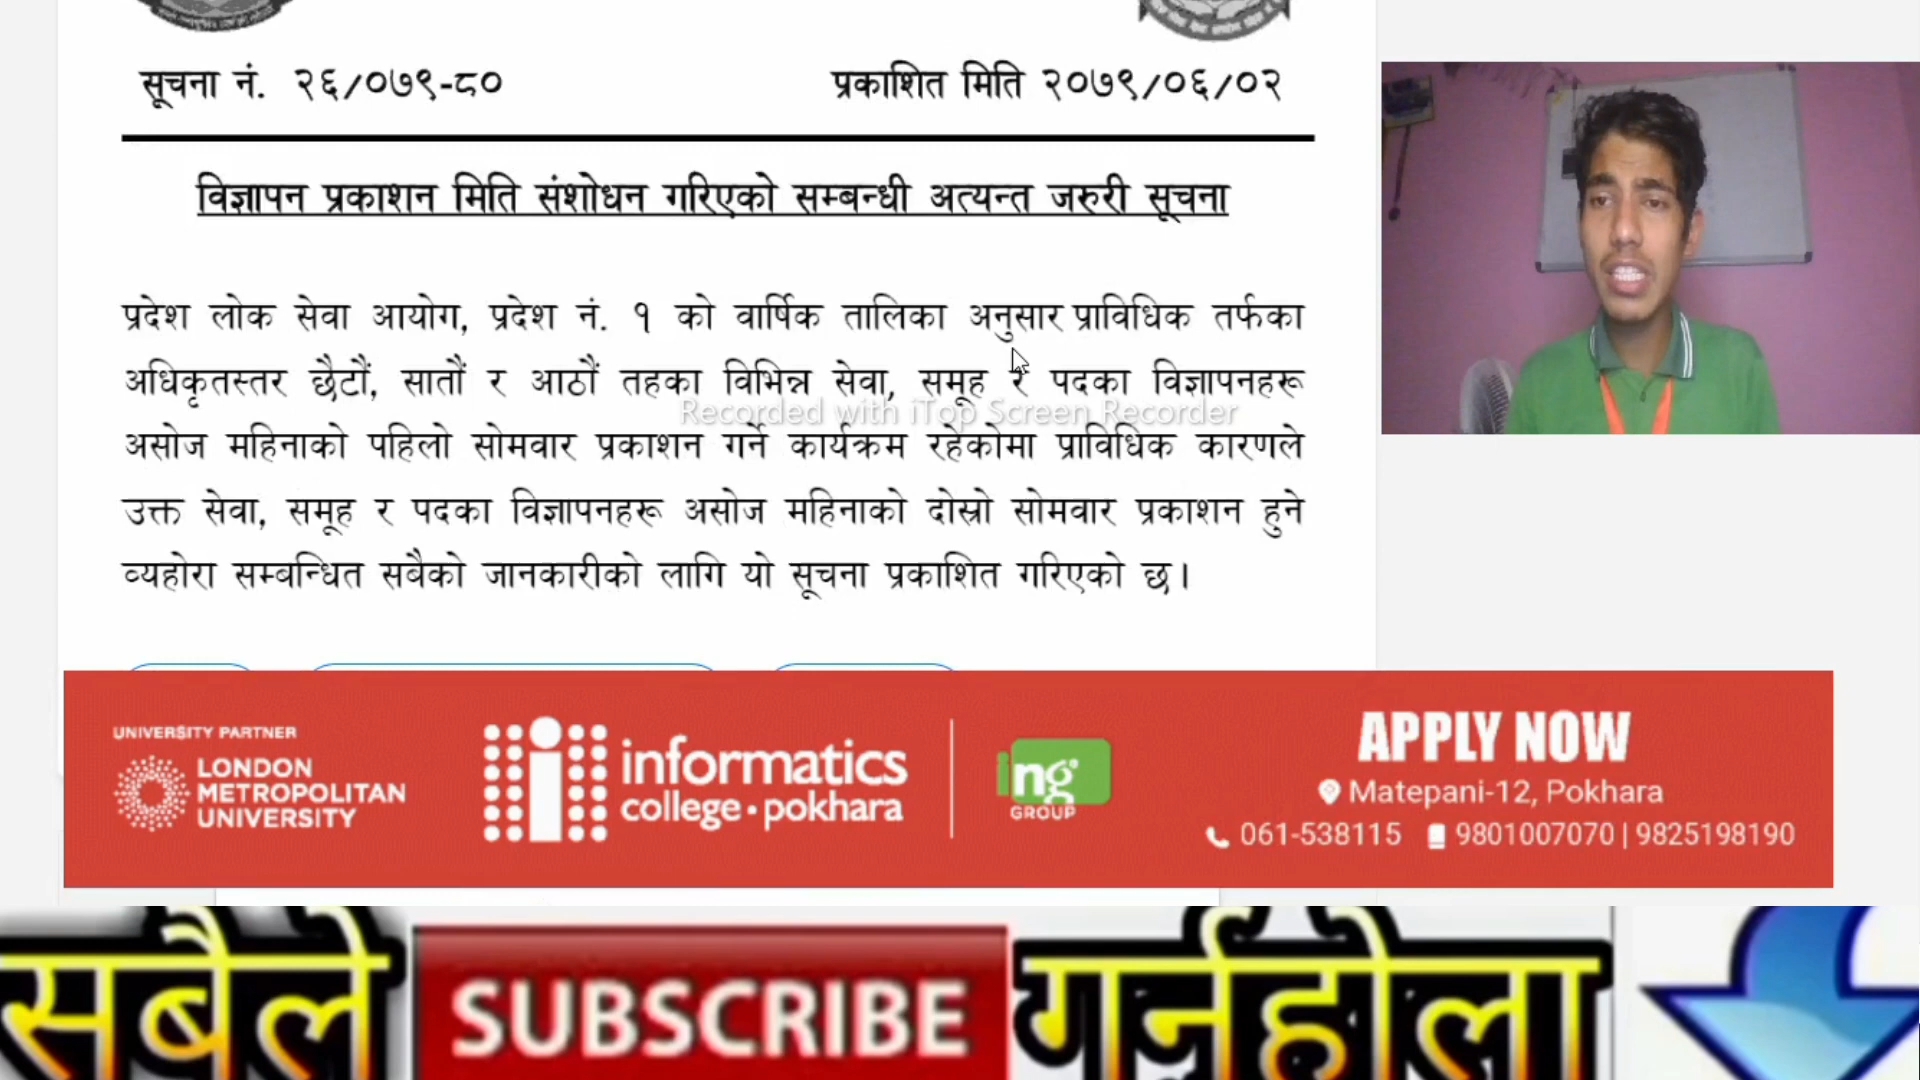 सूचना नं. २६/०७९-८० प्रकाशित मिति २०७९/०६/०२
विज्ञापन प्रकाशन मिति संशोधन गरिएको सम्बन्धी अत्यन्त जरुरी सूचना
प्रदेश लोक सेवा आयोग, प्रदेश नं. १ को वार्षिक तालिका अनुसार प्राविधिक तर्फका
अधिकृतस्तर छैटौं, सातौं र आठौं तहका विभिन्न सेवा, समूह र पदका विज्ञापनहरू
Recorded with iTop Screen Recorder
असोज महिनाको पहिलो सोमवार प्रकाशन गर्ने कार्यक्रम रहेकोमा प्राविधिक कारणले
उक्त सेवा, समूह र पदका विज्ञापनहरू असोज महिनाको दोस्रो सोमवार प्रकाशन हुने
व्यहोरा सम्बन्धित सबैको जानकारीको लागि यो सूचना प्रकाशित गरिएको छ।
UNIVERSITY PARTNER
LONDON
METROPOLITAN
UNIVERSITY
informatics
college • pokhara
ing
GROUP
APPLY NOW
Matepani-12, Pokhara
061-538115 9801007070 | 9825198190
सबैले SUBSCRIBE गर्नुहोला